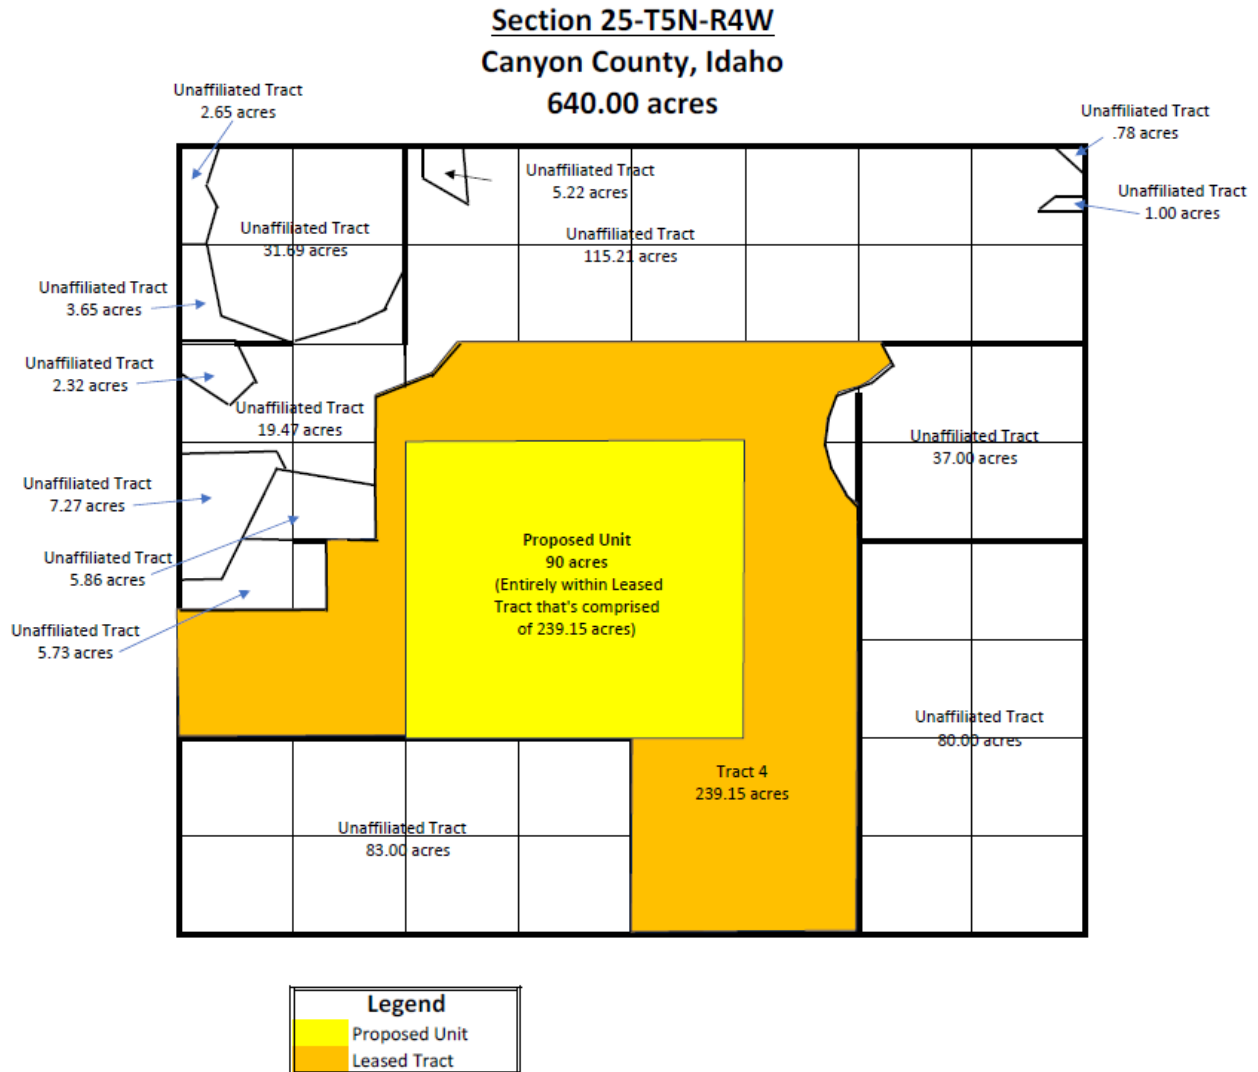 Section 25-T5N-R4W
Canyon County, Idaho
640.00 acres
Unaffiliated Tract
2.65 acres
Unaffiliated Tract
.78 acres
Unaffiliated Tract
5.22 acres
Unaffiliated Tract
1.00 acres
Unaffiliated Tract
31.69 acres
Unaffiliated Tract
115.21 acres
Unaffiliated Tract
3.65 acres
Unaffiliated Tract
2.32 acres
Unaffiliated Tract
19.47 acres
Unaffiliated Tract
37.00 acres
Unaffiliated Tract
7.27 acres
Unaffiliated Tract
5.86 acres
Proposed Unit
90 acres
(Entirely within Leased
Tract that's comprised
of 239.15 acres)
Unaffiliated Tract
5.73 acres
Unaffiliated Tract
80.00 acres
Tract 4
239.15 acres
Unaffiliated Tract
83.00 acres
Legend
Proposed Unit
Leased Tract